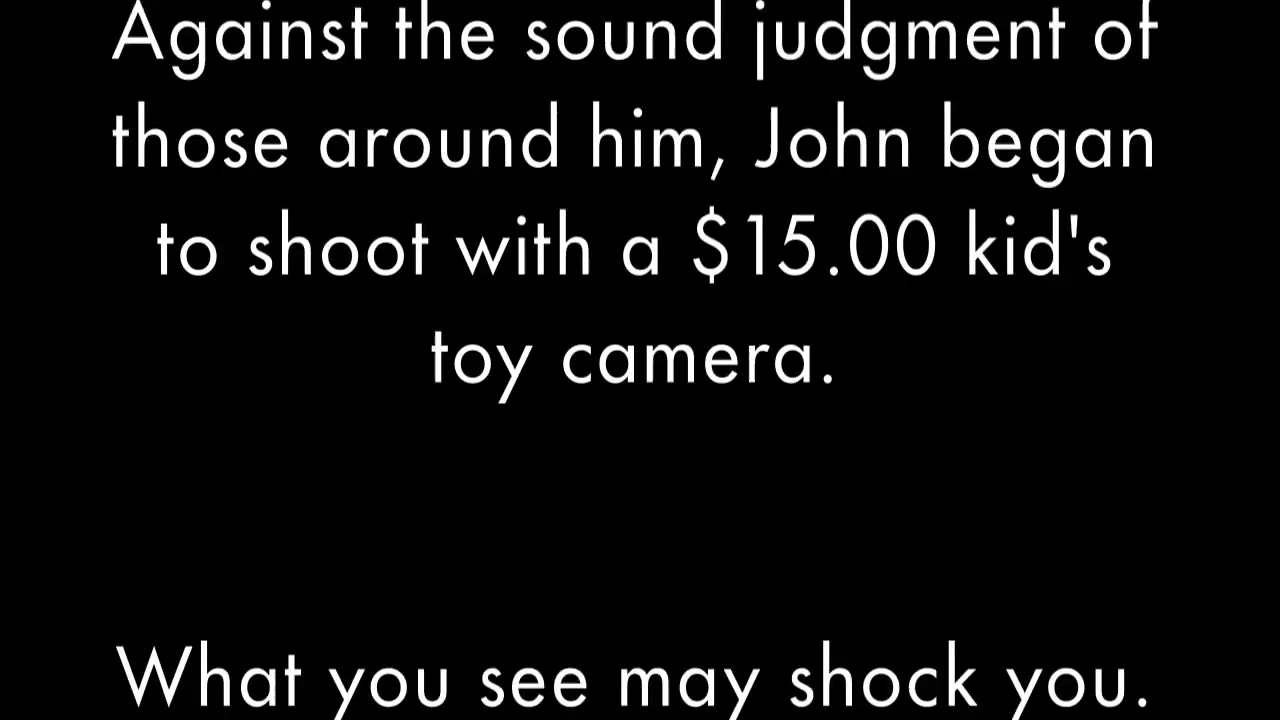 Against the sound judgment of
those around him, John began
to shoot with a $15.00 kid's
toy camera.
What you see may shock you.